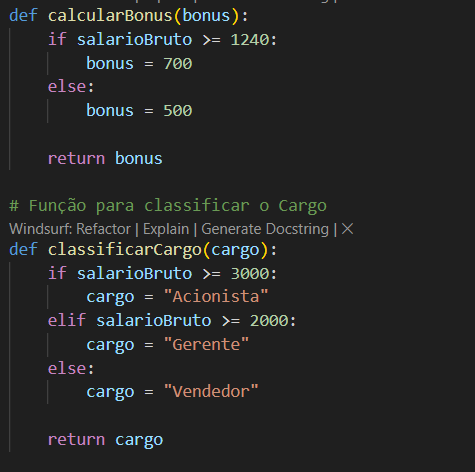 def calcularBonus(bonus):
    if salarioBruto >= 1240:
        bonus = 700
    else:
        bonus = 500

    return bonus

# Função para classificar o Cargo
Windsurf: Refactor | Explain | Generate Docstring | X
def classificarCargo(cargo):
    if salarioBruto >= 3000:
        cargo = "Acionista"
    elif salarioBruto >= 2000:
        cargo = "Gerente"
    else:
        cargo = "Vendedor"

    return cargo